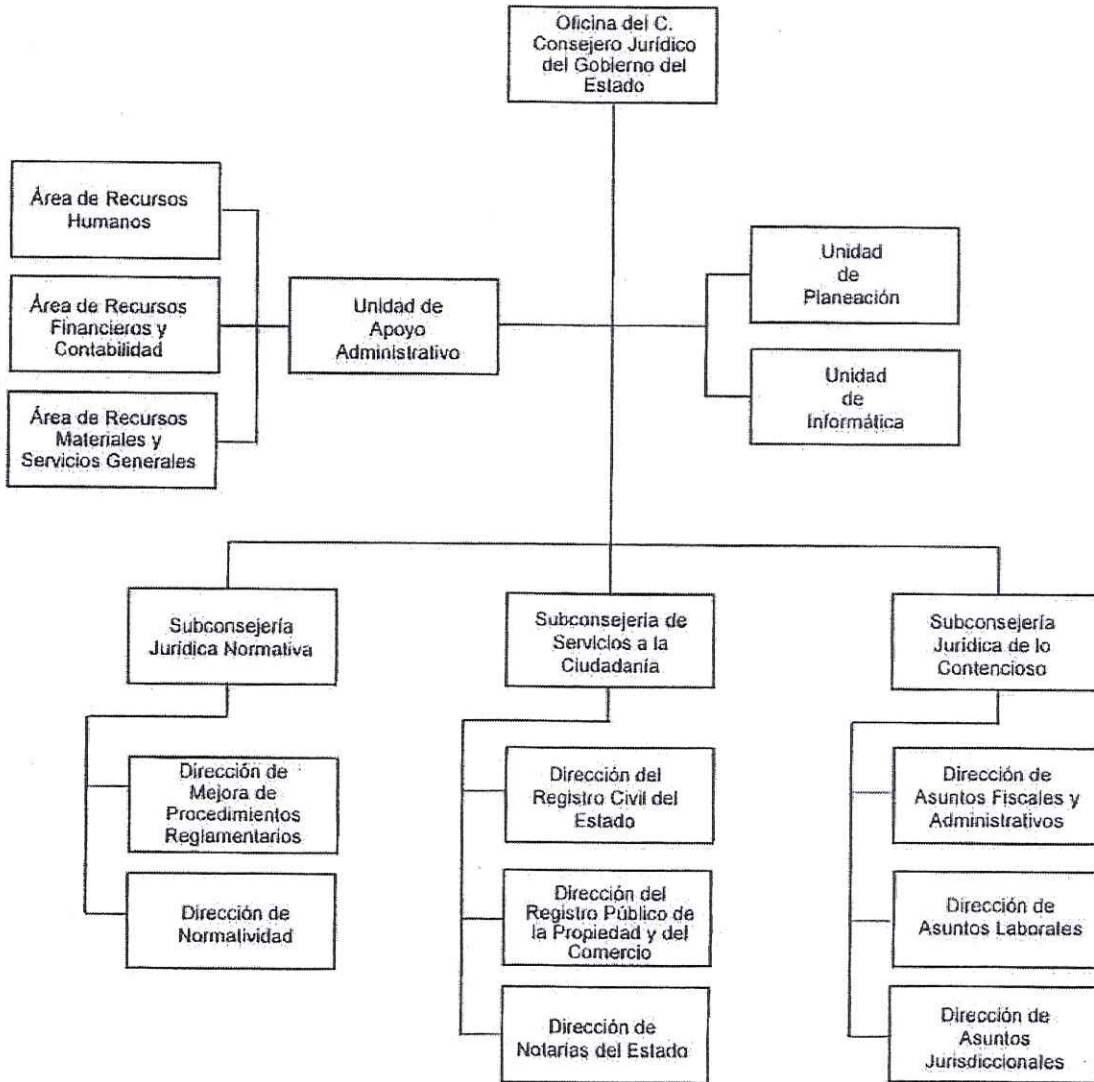 Oficina del C.
Consejero Jurídico
del Gobierno del
Estado
Área de Recursos
Humanos
Área de Recursos
Financieros y
Contabilidad
Área de Recursos
Materiales y
Servicios Generales
Unidad de
Apoyo
Administrativo
Unidad
de
Planeación
Unidad
de
Informática
Subconsejería
Jurídica Normativa
Dirección de
Mejora de
Procedimientos
Reglamentarios
Dirección de
Normatividad
Subconsejería de
Servicios a la
Ciudadanía
Dirección del
Registro Civil del
Estado
Dirección del
Registro Público de
la Propiedad y del
Comercio
Dirección de
Notarías del Estado
Subconsejería
Jurídica de lo
Contencioso
Dirección de
Asuntos Fiscales y
Administrativos
Dirección de
Asuntos Laborales
Dirección de
Asuntos
Jurisdiccionales